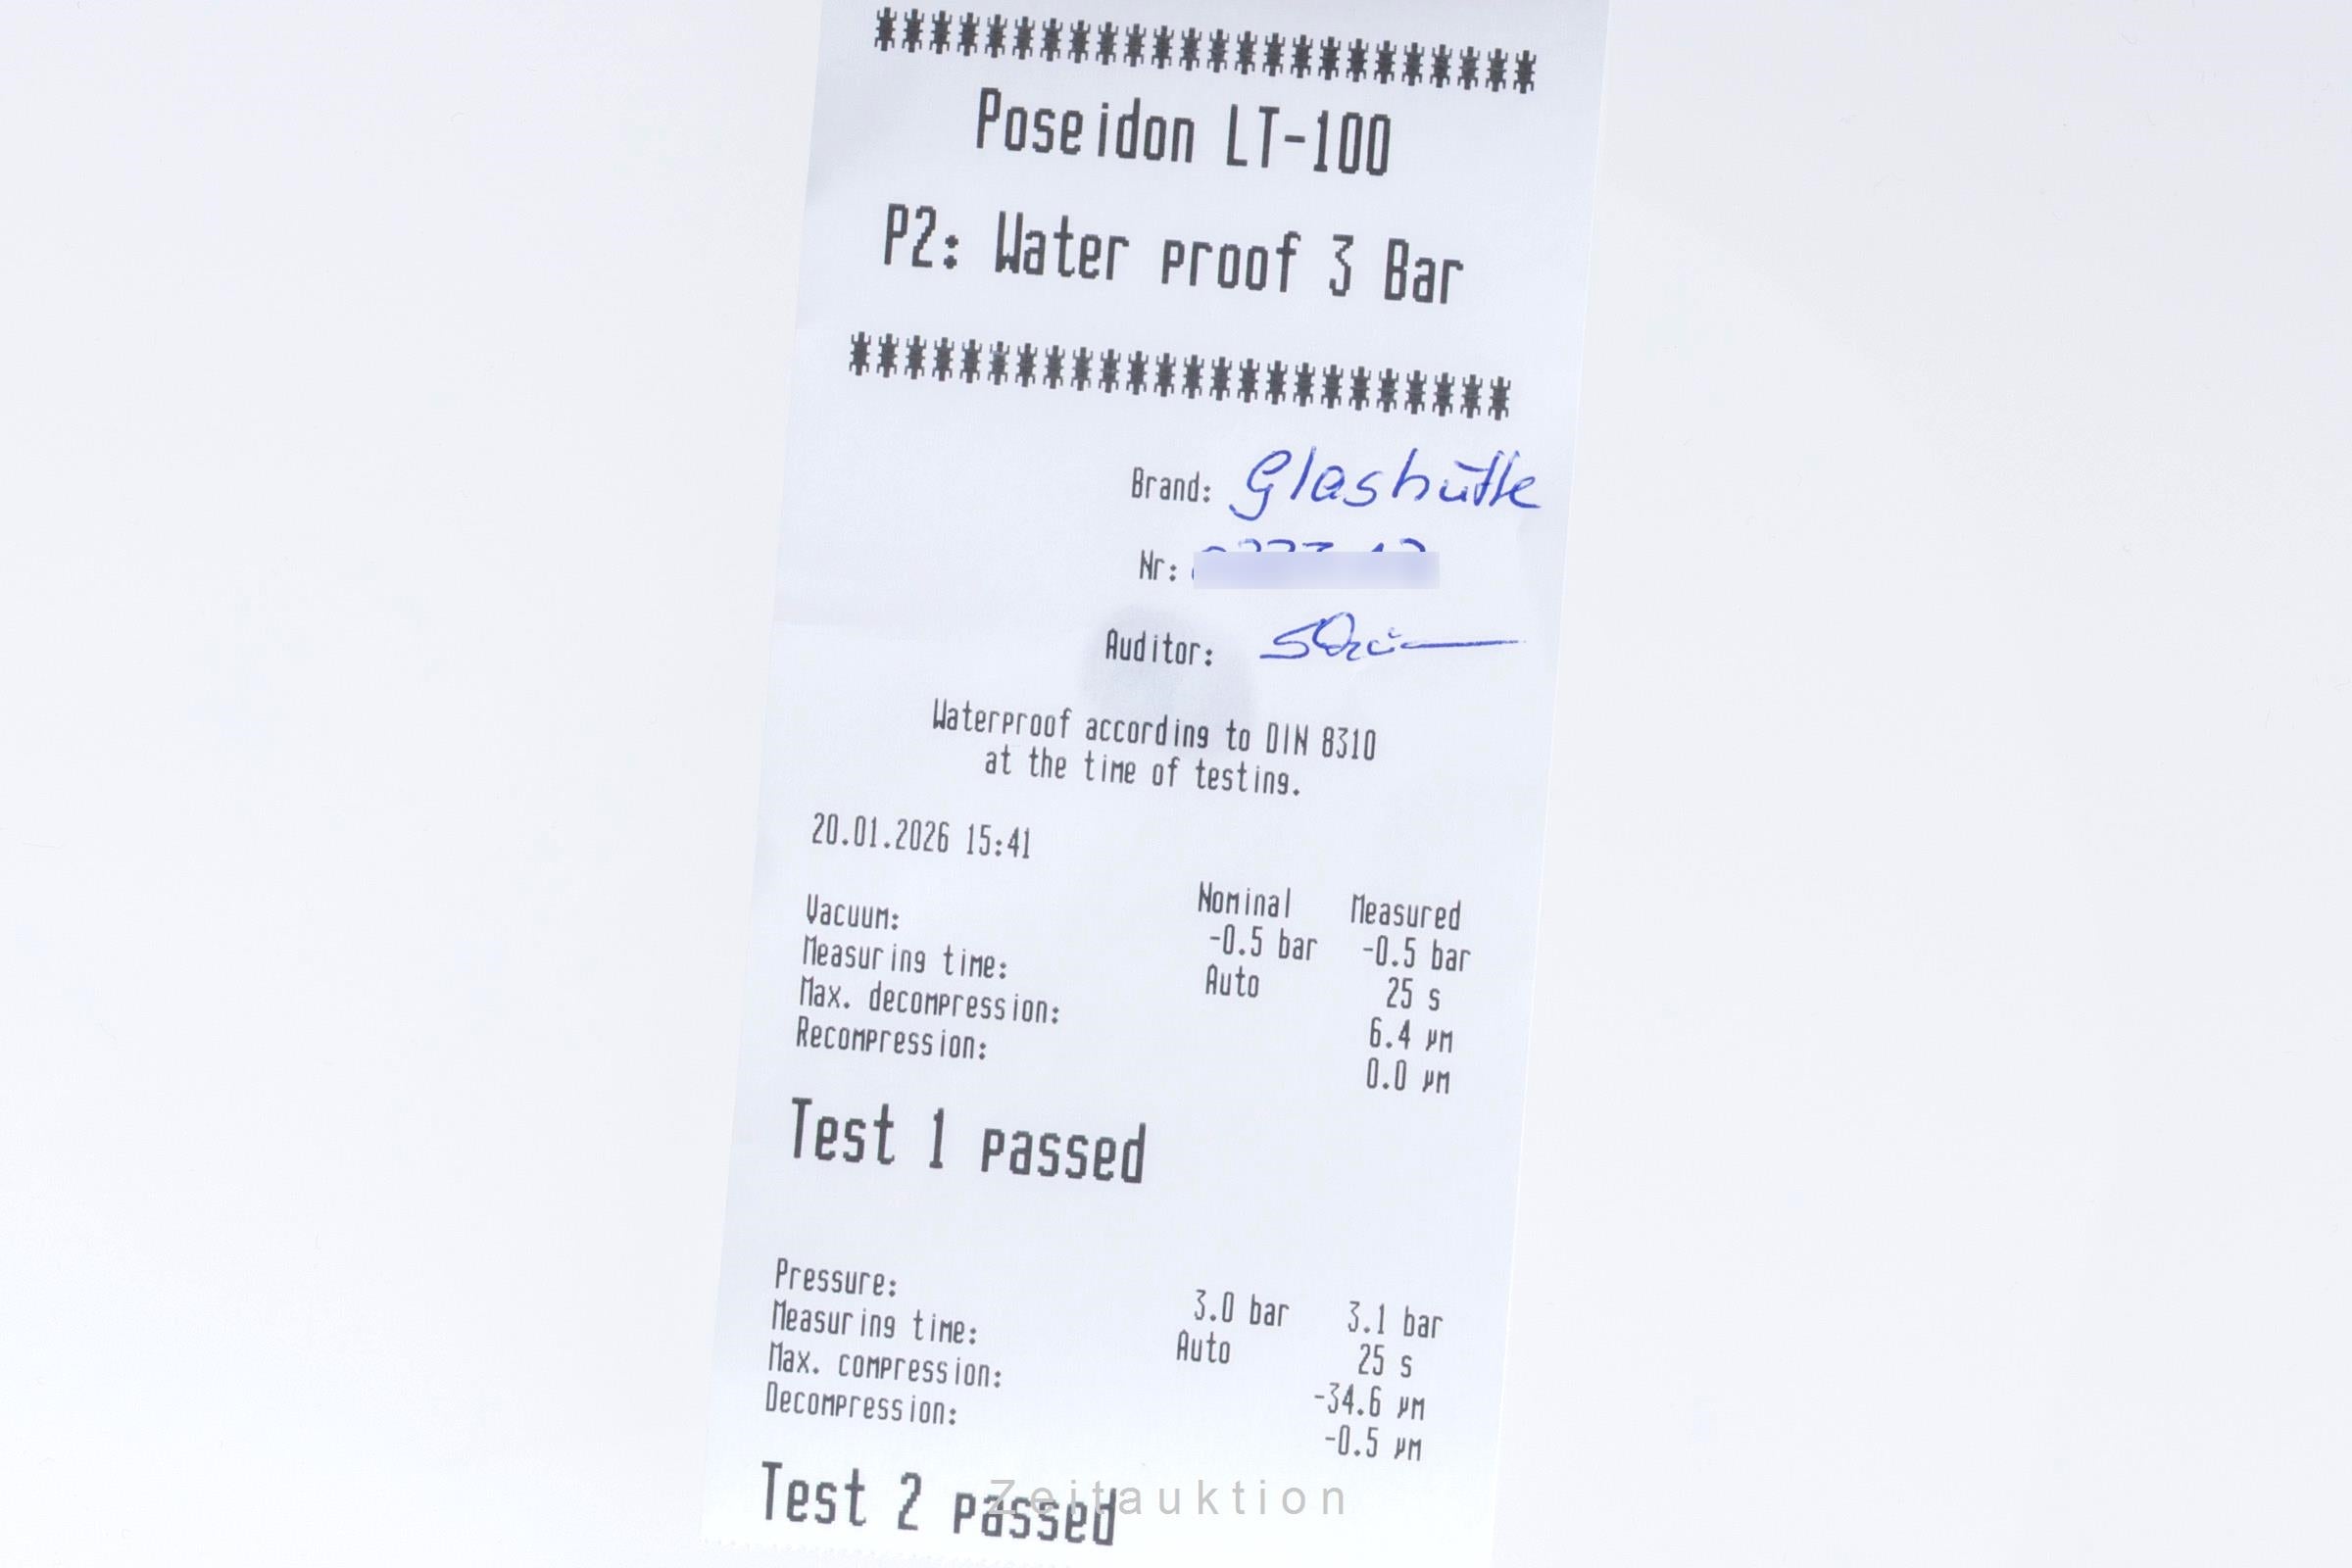 ************************
Poseidon LT-100
P2: Water proof 3 Bar
************************
Brand: Glashütte
Nr:
Auditor:
Waterproof according to DIN 8310
at the time of testing.
20.01.2026 15:41
Nominal Measured
Vacuum: -0.5 bar -0.5 bar
Measuring time: Auto 25 s
Max. decompression: 6.4 µm
Recompression: 0.0 µm
Test 1 passed
Pressure: 3.0 bar 3.1 bar
Measuring time: Auto 25 s
Max. compression: -34.6 µm
Decompression: -0.5 µm
Test 2 passed
Zeitauktion